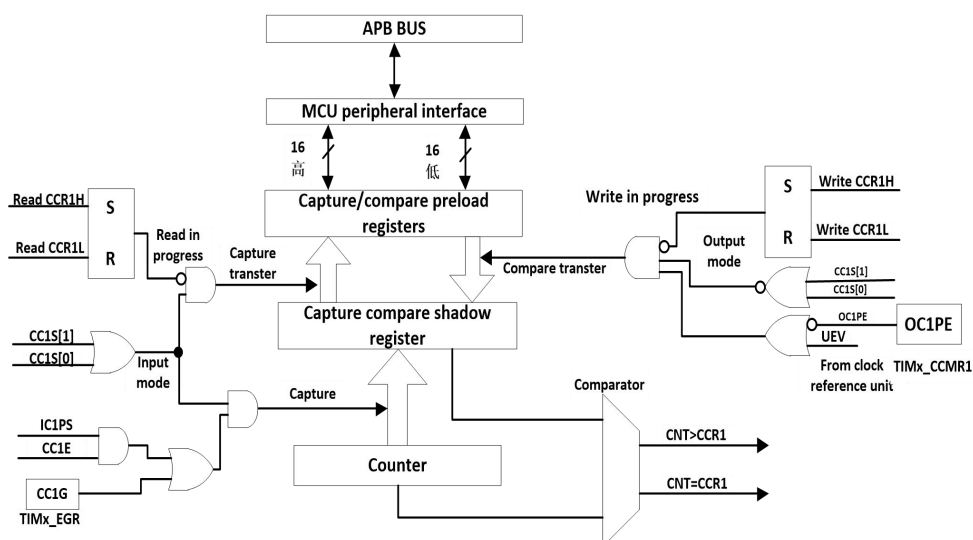 APB BUS
MCU peripheral interface
16
高
16
低
Capture/compare preload
registers
Read CCR1H
S
Read CCR1L
R
Read in
progress
Capture
transter
Write in progress
S
Write CCR1H
R
Write CCR1L
Output
mode
Compare transter
CC1S[1]
CC1S[0]
OC1PE
OC1PE
UEV
From clock
reference unit
TIMx_CCMR1
Capture compare shadow
register
CC1S[1]
CC1S[0]
Input
mode
Capture
Comparator
IC1PS
CC1E
CC1G
TIMx_EGR
Counter
CNT>CCR1
CNT=CCR1